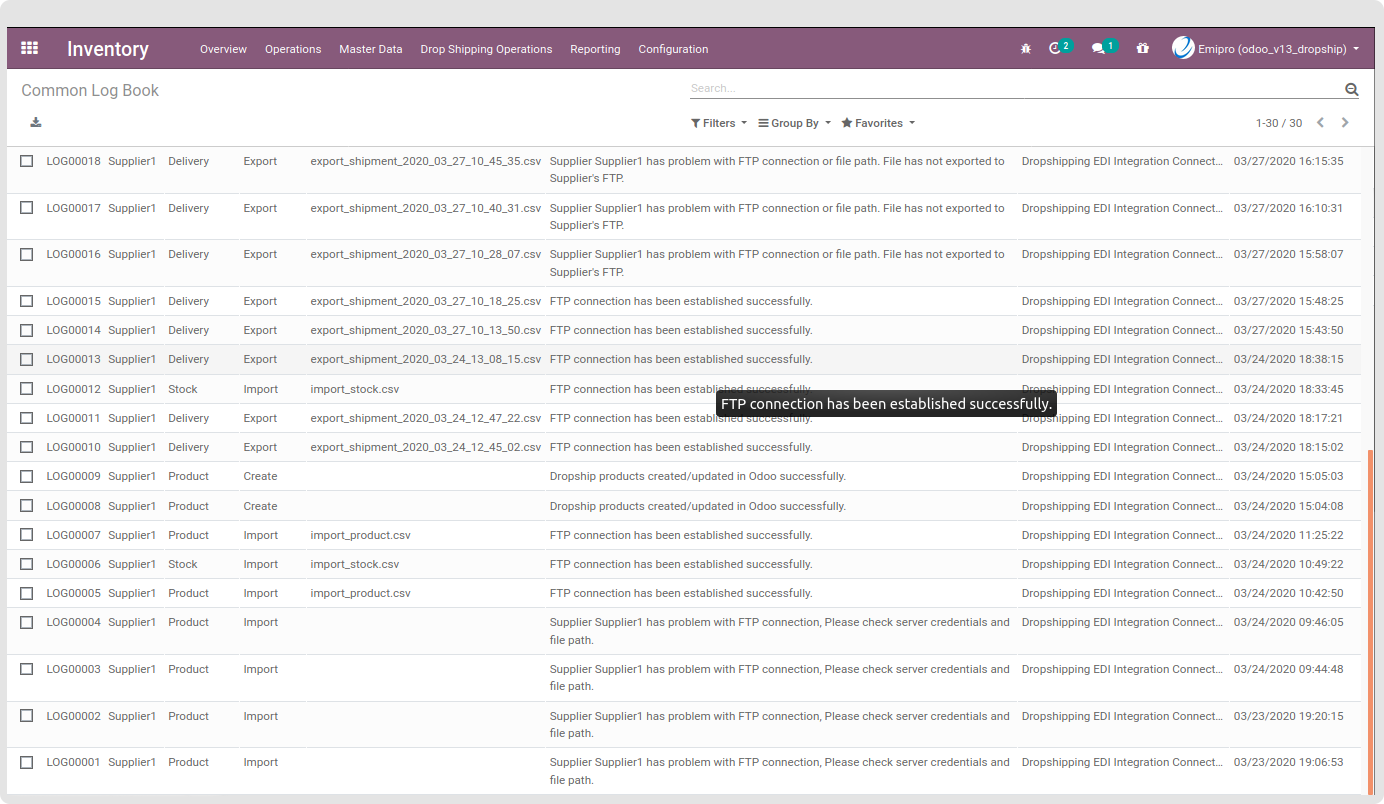 Inventory Overview Operations Master Data Drop Shipping Operations Reporting Configuration 2 1 Emipro (odoo_v13_dropship)
Common Log Book Search...
Filters Group By Favorites 1-30 / 30
LOG00018 Supplier1 Delivery Export export_shipment_2020_03_27_10_45_35.csv Supplier Supplier1 has problem with FTP connection or file path. File has not exported to Dropshipping EDI Integration Connect... 03/27/2020 16:15:35
Supplier's FTP.
LOG00017 Supplier1 Delivery Export export_shipment_2020_03_27_10_40_31.csv Supplier Supplier1 has problem with FTP connection or file path. File has not exported to Dropshipping EDI Integration Connect... 03/27/2020 16:10:31
Supplier's FTP.
LOG00016 Supplier1 Delivery Export export_shipment_2020_03_27_10_28_07.csv Supplier Supplier1 has problem with FTP connection or file path. File has not exported to Dropshipping EDI Integration Connect... 03/27/2020 15:58:07
Supplier's FTP.
LOG00015 Supplier1 Delivery Export export_shipment_2020_03_27_10_18_25.csv FTP connection has been established successfully. Dropshipping EDI Integration Connect... 03/27/2020 15:48:25
LOG00014 Supplier1 Delivery Export export_shipment_2020_03_27_10_13_50.csv FTP connection has been established successfully. Dropshipping EDI Integration Connect... 03/27/2020 15:43:50
LOG00013 Supplier1 Delivery Export export_shipment_2020_03_24_13_08_15.csv FTP connection has been established successfully. Dropshipping EDI Integration Connect... 03/24/2020 18:38:15
LOG00012 Supplier1 Stock Import import_stock.csv FTP connection has been established successfully. Dropshipping EDI Integration Connect... 03/24/2020 18:33:45
FTP connection has been established successfully.
LOG00011 Supplier1 Delivery Export export_shipment_2020_03_24_12_47_22.csv FTP connection has been established successfully. Dropshipping EDI Integration Connect... 03/24/2020 18:17:21
LOG00010 Supplier1 Delivery Export export_shipment_2020_03_24_12_45_02.csv FTP connection has been established successfully. Dropshipping EDI Integration Connect... 03/24/2020 18:15:02
LOG00009 Supplier1 Product Create Dropship products created/updated in Odoo successfully. Dropshipping EDI Integration Connect... 03/24/2020 15:05:03
LOG00008 Supplier1 Product Create Dropship products created/updated in Odoo successfully. Dropshipping EDI Integration Connect... 03/24/2020 15:04:08
LOG00007 Supplier1 Product Import import_product.csv FTP connection has been established successfully. Dropshipping EDI Integration Connect... 03/24/2020 11:25:22
LOG00006 Supplier1 Stock Import import_stock.csv FTP connection has been established successfully. Dropshipping EDI Integration Connect... 03/24/2020 10:49:22
LOG00005 Supplier1 Product Import import_product.csv FTP connection has been established successfully. Dropshipping EDI Integration Connect... 03/24/2020 10:42:50
LOG00004 Supplier1 Product Import Supplier Supplier1 has problem with FTP connection, Please check server credentials and Dropshipping EDI Integration Connect... 03/24/2020 09:46:05
file path.
LOG00003 Supplier1 Product Import Supplier Supplier1 has problem with FTP connection, Please check server credentials and Dropshipping EDI Integration Connect... 03/24/2020 09:44:48
file path.
LOG00002 Supplier1 Product Import Supplier Supplier1 has problem with FTP connection, Please check server credentials and Dropshipping EDI Integration Connect... 03/23/2020 19:20:15
file path.
LOG00001 Supplier1 Product Import Supplier Supplier1 has problem with FTP connection, Please check server credentials and Dropshipping EDI Integration Connect... 03/23/2020 19:06:53
file path.